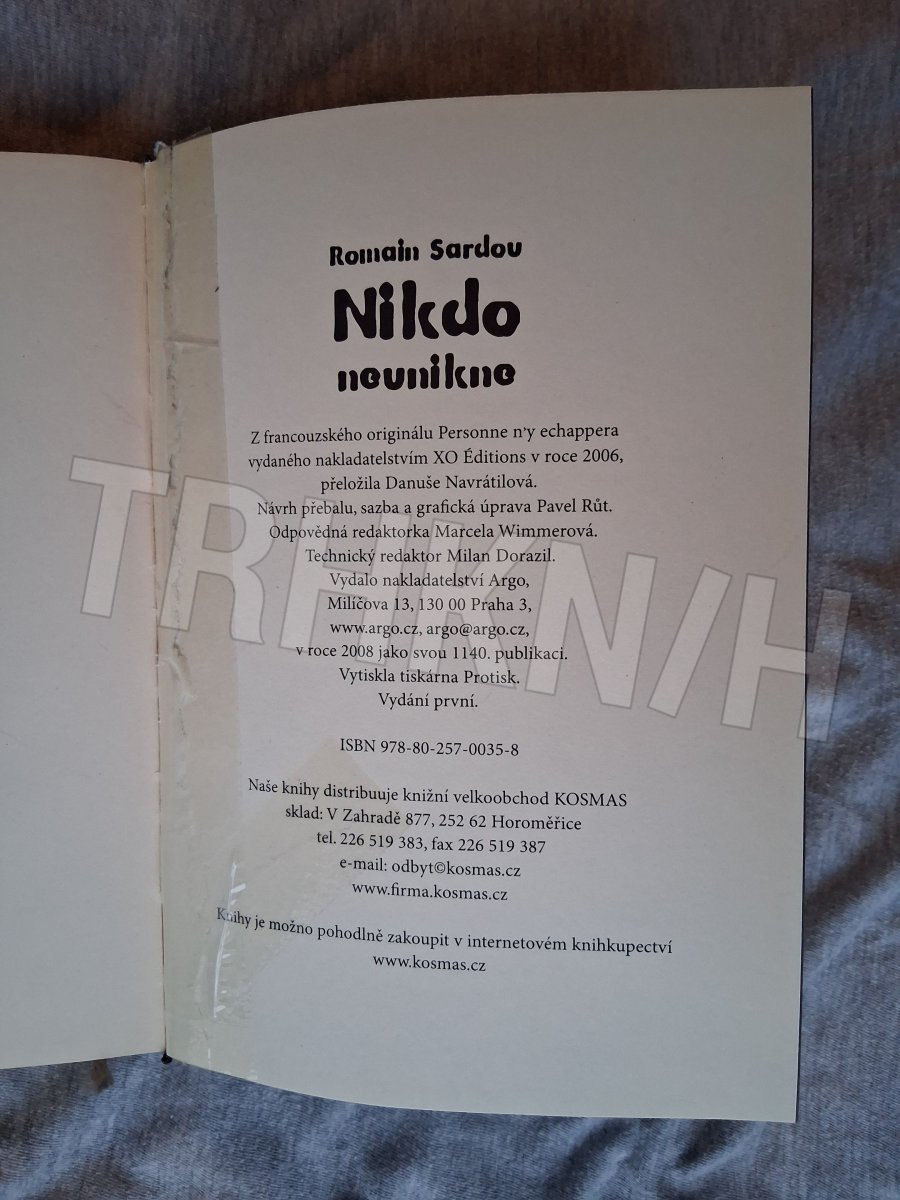 Romain Sardou
Nikdo
neunikne
Z francouzského originálu Personne n'y echappera
vydaného nakladatelstvím XO Éditions v roce 2006,
přeložila Danuše Navrátilová.
Návrh přebalu, sazba a grafická úprava Pavel Růt.
Odpovědná redaktorka Marcela Wimmerová.
Technický redaktor Milan Dorazil.
Vydalo nakladatelství Argo,
Milíčova 13, 130 00 Praha 3,
www.argo.cz, argo@argo.cz,
v roce 2008 jako svou 1140. publikaci.
Vytiskla tiskárna Protisk.
Vydání první.
ISBN 978-80-257-0035-8
Naše knihy distribuuje knižní velkoobchod KOSMAS
sklad: V Zahradě 877, 252 62 Horoměřice
tel. 226 519 383, fax 226 519 387
e-mail: odbyt©kosmas.cz
www.firma.kosmas.cz
Knihy je možno pohodlně zakoupit v internetovém knihkupectví
www.kosmas.cz
TRHKN/H